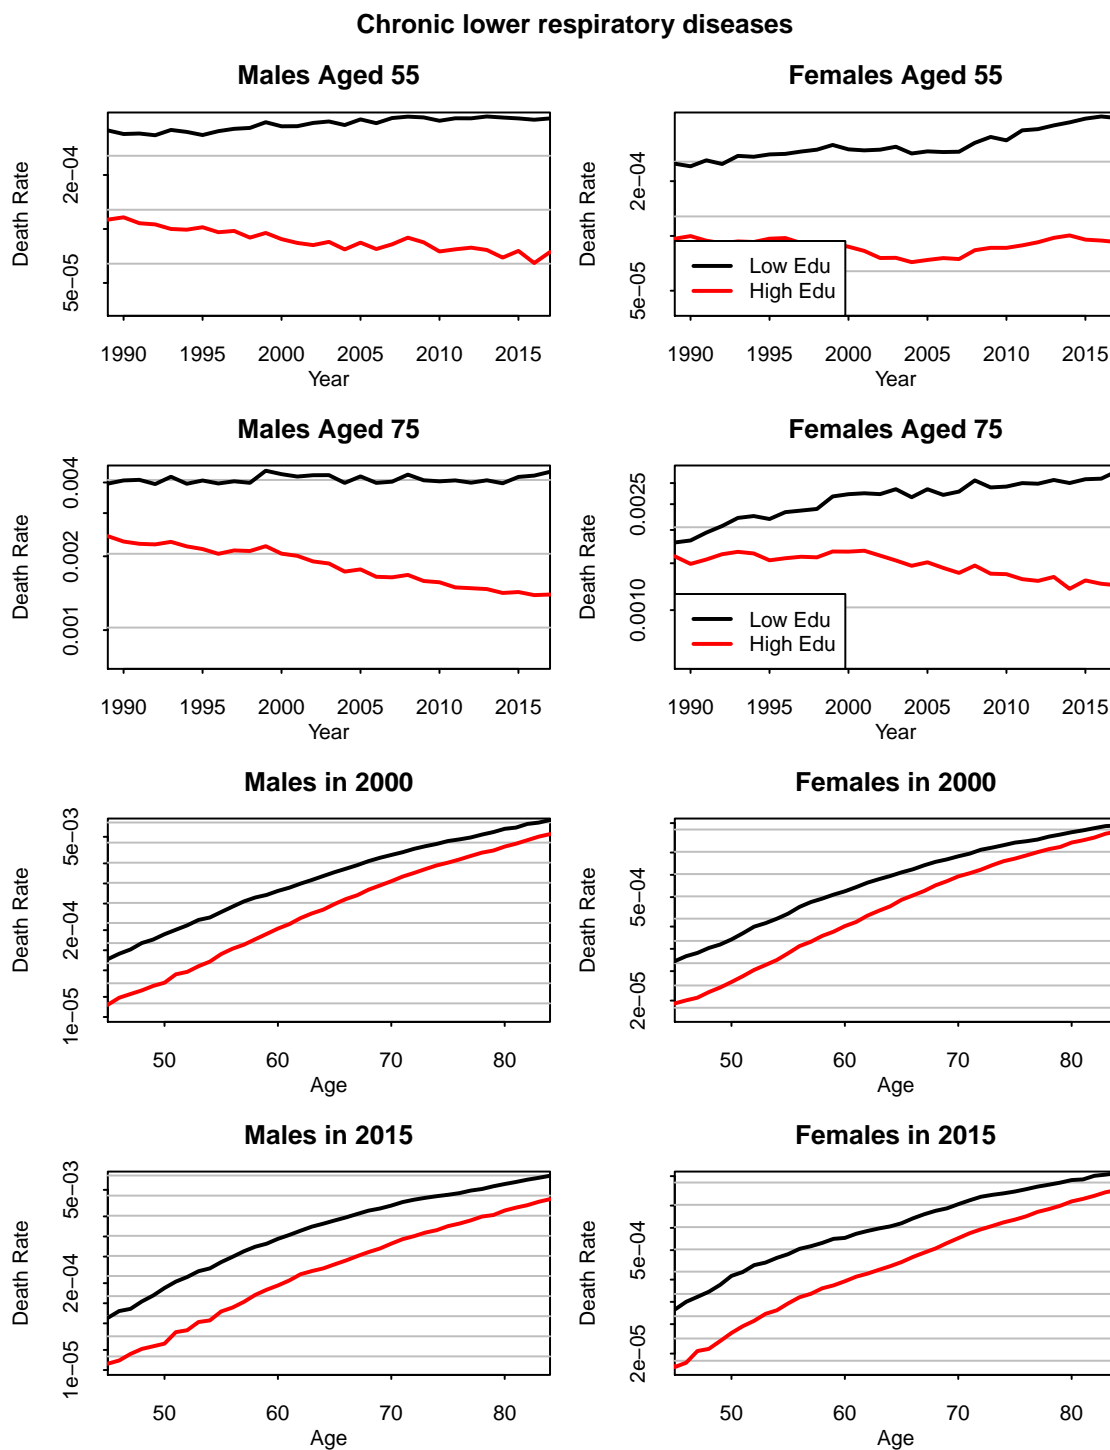 Chronic lower respiratory diseases
Males Aged 55
Death Rate
2e−04
5e−05
1990 1995 2000 2005 2010 2015
Year
Females Aged 55
Death Rate
2e−04
5e−05
Low Edu
High Edu
1990 1995 2000 2005 2010 2015
Year
Males Aged 75
Death Rate
0.004
0.002
0.001
1990 1995 2000 2005 2010 2015
Year
Females Aged 75
Death Rate
0.0025
0.0010
Low Edu
High Edu
1990 1995 2000 2005 2010 2015
Year
Males in 2000
Death Rate
5e−03
2e−04
1e−05
50 60 70 80
Age
Females in 2000
Death Rate
5e−04
2e−05
50 60 70 80
Age
Males in 2015
Death Rate
5e−03
2e−04
1e−05
50 60 70 80
Age
Females in 2015
Death Rate
5e−04
2e−05
50 60 70 80
Age